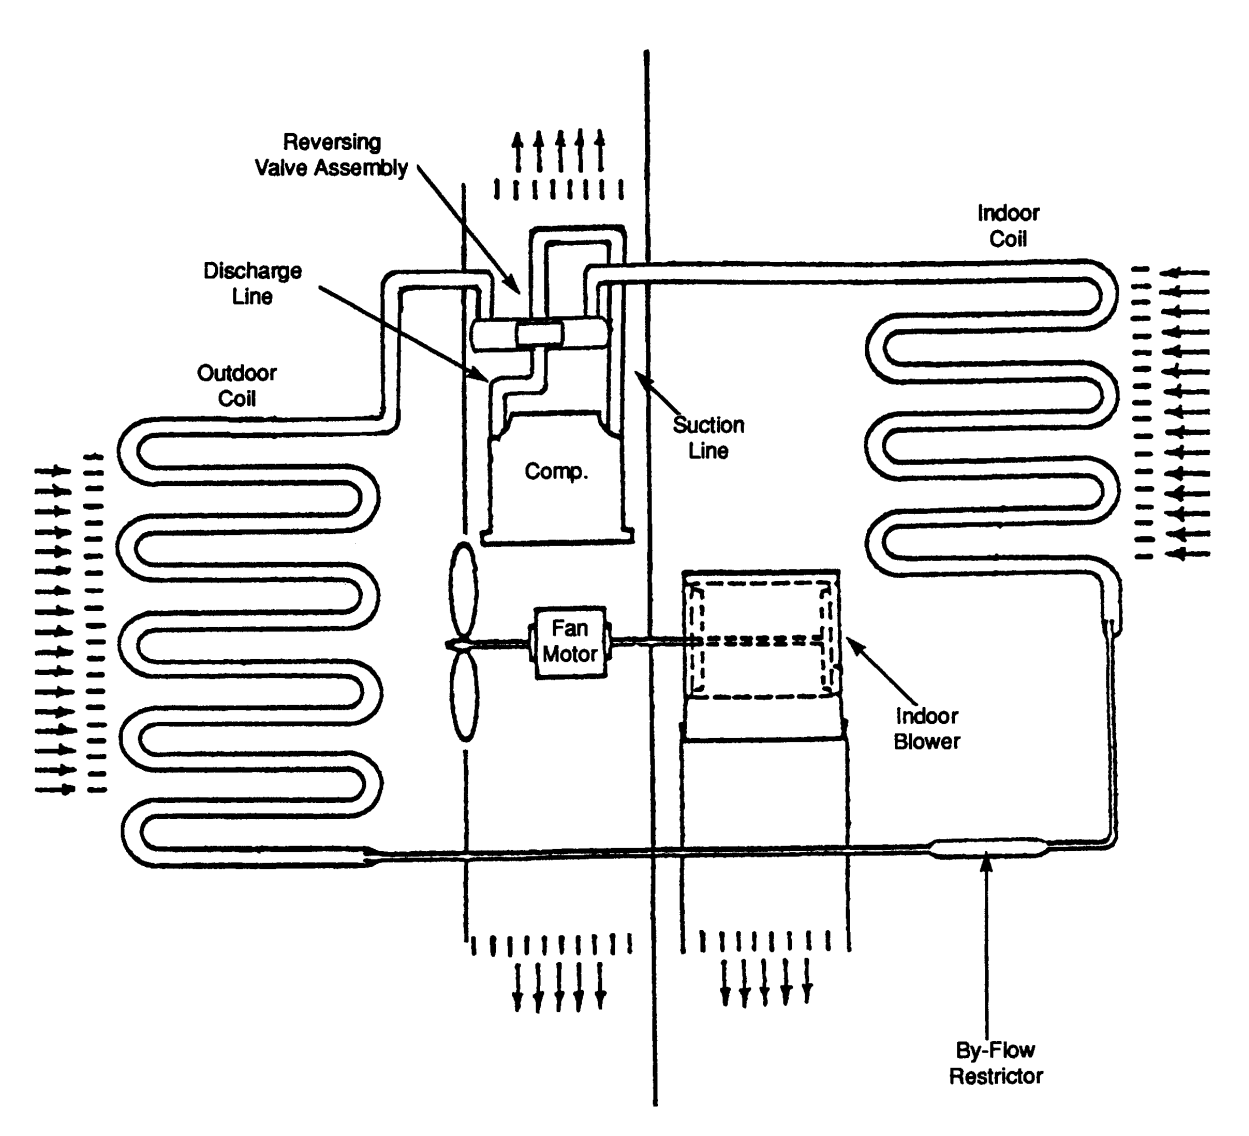 Reversing
Valve Assembly
Indoor
Coil
Discharge
Line
Outdoor
Coil
Suction
Line
Comp.
Fan
Motor
Indoor
Blower
By-Flow
Restrictor